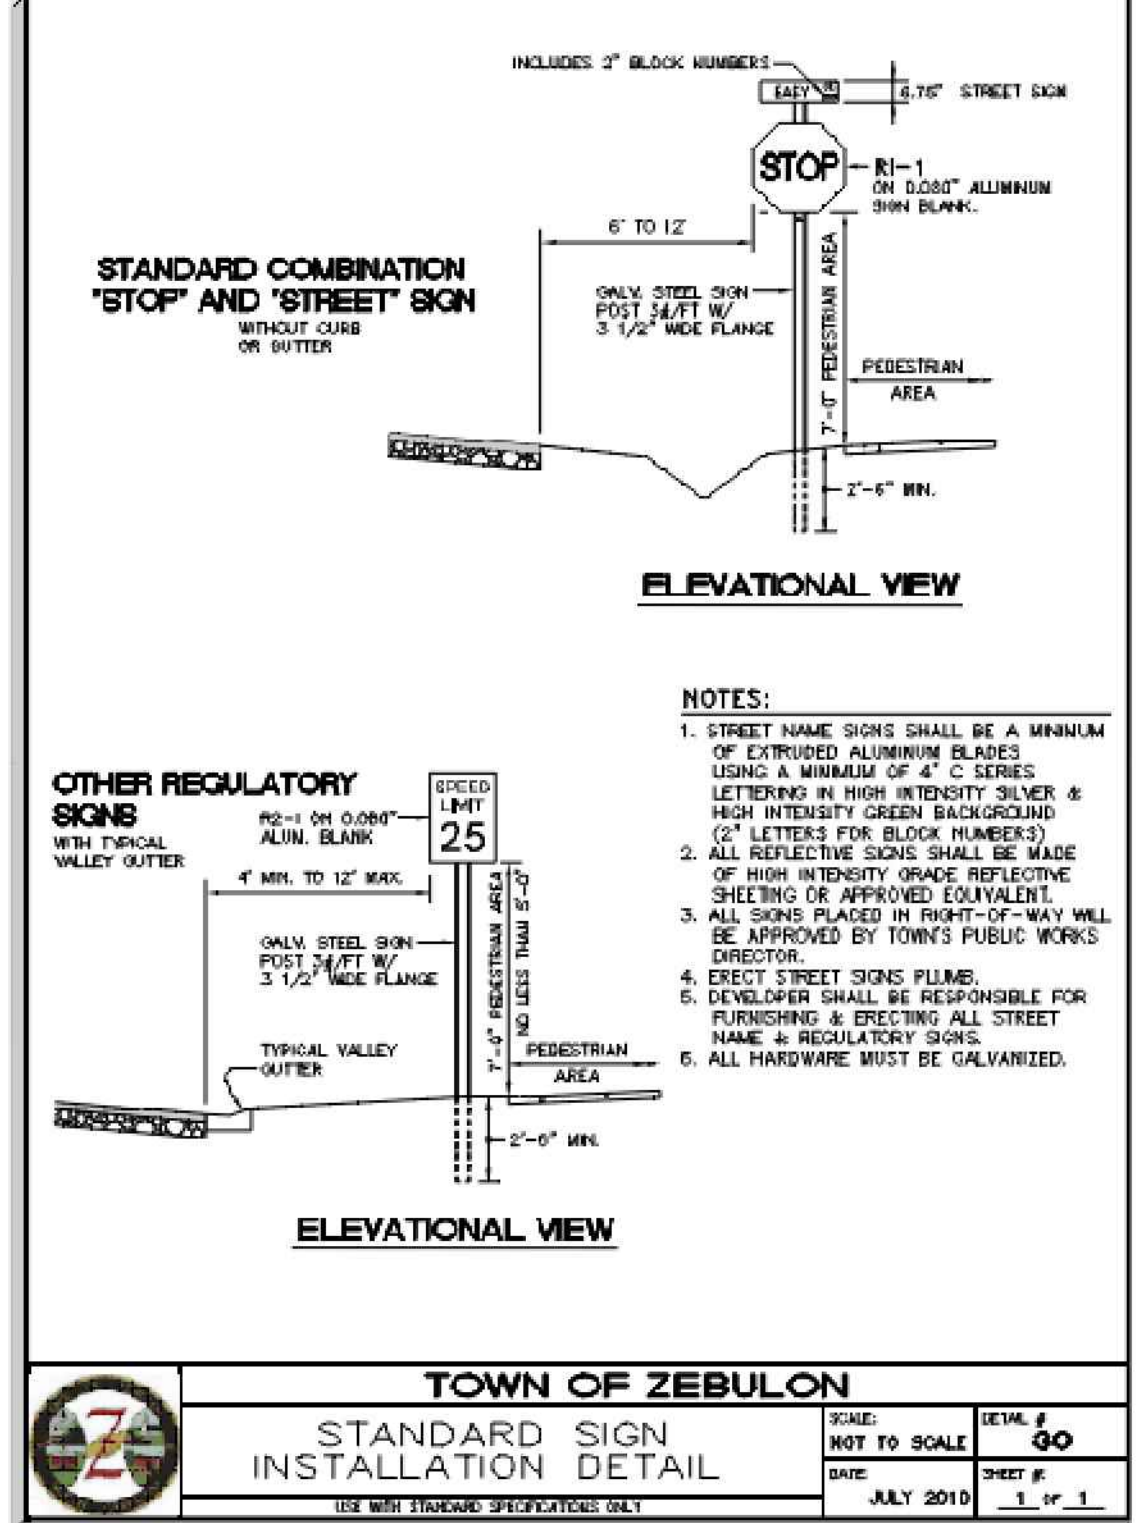 INCLUDES 2" BLOCK NUMBERS
EASY
6.75" STREET SIGN
STOP
R1-1
ON 0.080" ALUMINUM
SIGN BLANK.
6' TO 12'
STANDARD COMBINATION
"STOP" AND "STREET" SIGN
WITHOUT CURB
OR GUTTER
GALV. STEEL SIGN
POST 3#/FT W/
3 1/2" WIDE FLANGE
7'-0" PEDESTRIAN AREA
PEDESTRIAN
AREA
2'-6" MIN.
ELEVATIONAL VIEW
NOTES:
1. STREET NAME SIGNS SHALL BE A MINIMUM
OF EXTRUDED ALUMINUM BLADES
USING A MINIMUM OF 4" C SERIES
LETTERING IN HIGH INTENSITY SILVER &
HIGH INTENSITY GREEN BACKGROUND
(2" LETTERS FOR BLOCK NUMBERS)
2. ALL REFLECTIVE SIGNS SHALL BE MADE
OF HIGH INTENSITY GRADE REFLECTIVE
SHEETING OR APPROVED EQUIVALENT.
3. ALL SIGNS PLACED IN RIGHT-OF-WAY WILL
BE APPROVED BY TOWN'S PUBLIC WORKS
DIRECTOR.
4. ERECT STREET SIGNS PLUMB.
5. DEVELOPER SHALL BE RESPONSIBLE FOR
FURNISHING & ERECTING ALL STREET
NAME & REGULATORY SIGNS.
6. ALL HARDWARE MUST BE GALVANIZED.
OTHER REGULATORY
SIGNS
WITH TYPICAL
VALLEY GUTTER
R2-1 ON 0.080"
ALUM. BLANK
SPEED
LIMIT
25
4' MIN. TO 12' MAX.
GALV. STEEL SIGN
POST 3#/FT W/
3 1/2" WIDE FLANGE
7'-0" PEDESTRIAN AREA
NO LESS THAN 5'-0"
TYPICAL VALLEY
GUTTER
PEDESTRIAN
AREA
2'-6" MIN.
ELEVATIONAL VIEW
Z
TOWN OF ZEBULON
STANDARD SIGN
INSTALLATION DETAIL
USE WITH STANDARD SPECIFICATIONS ONLY
SCALE:
NOT TO SCALE
DETAIL #
DATE
JULY 2010
SHEET #:
1 OF 1